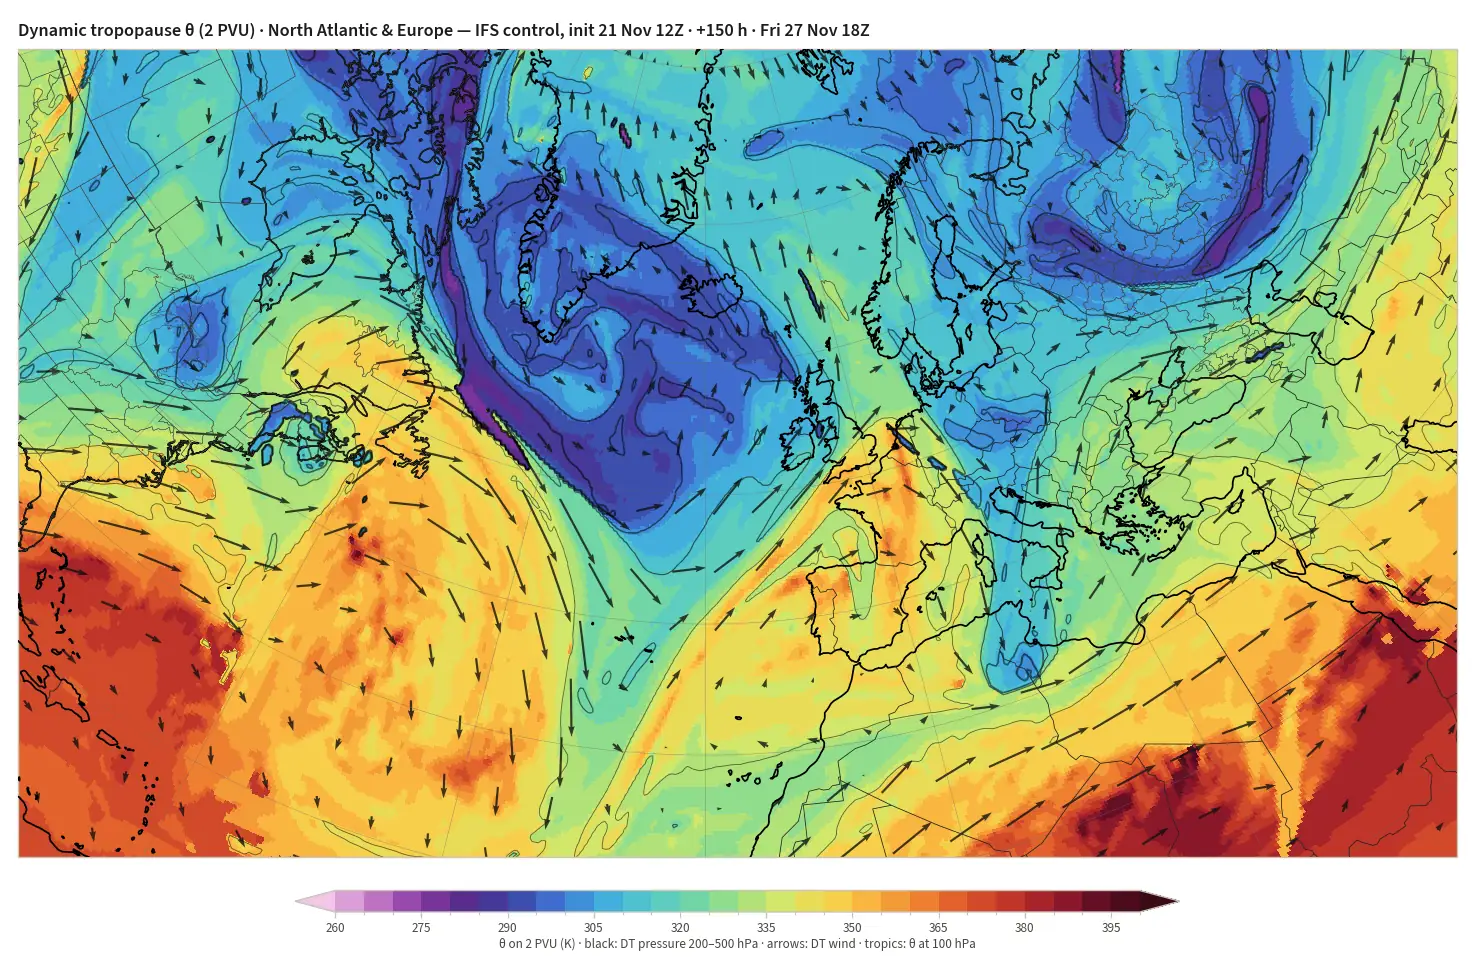 Dynamic tropopause θ (2 PVU) · North Atlantic & Europe — IFS control, init 21 Nov 12Z · +150 h · Fri 27 Nov 18Z
260 275 290 305 320 335 350 365 380 395
θ on 2 PVU (K) · black: DT pressure 200–500 hPa · arrows: DT wind · tropics: θ at 100 hPa